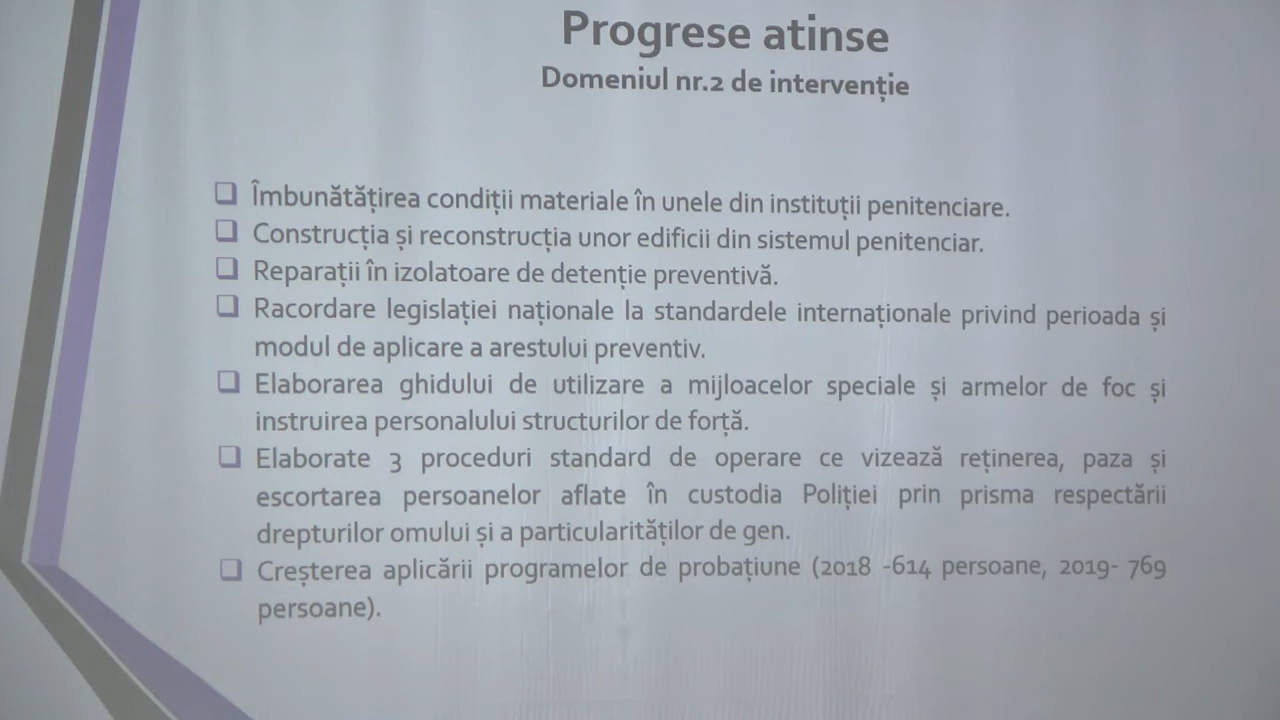 Progrese atinse
Domeniul nr.2 de intervenție
Îmbunătățirea condiții materiale în unele din instituții penitenciare.
Construcția și reconstrucția unor edificii din sistemul penitenciar.
Reparații în izolatoare de detenție preventivă.
Racordare legislației naționale la standardele internaționale privind perioada și
modul de aplicare a arestului preventiv.
Elaborarea ghidului de utilizare a mijloacelor speciale și armelor de foc și
instruirea personalului structurilor de forță.
Elaborate 3 proceduri standard de operare ce vizează reținerea, paza și
escortarea persoanelor aflate în custodia Poliției prin prisma respectării
drepturilor omului și a particularităților de gen.
Creșterea aplicării programelor de probațiune (2018 -614 persoane, 2019- 769
persoane).